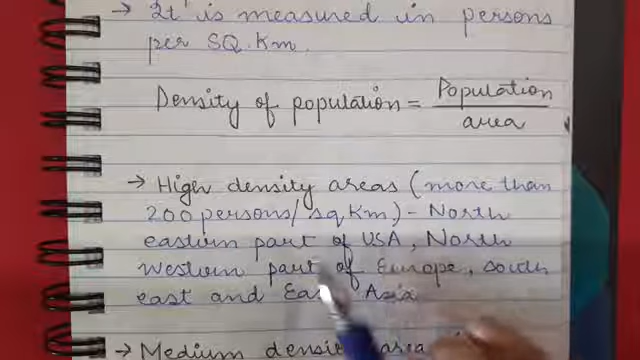 → It is measured in persons
per SQ.Km.
Density of population = Population
area
→ High density areas (more than
200 persons/sq Km) - North
eastern part of USA, North
western part of Europe, south
east and East Asia
→ Medium density area